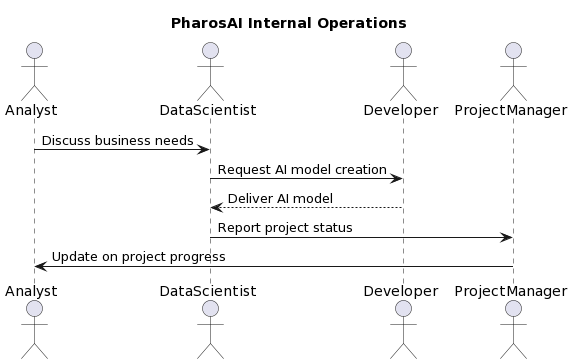 PharosAI Internal Operations
Analyst DataScientist Developer ProjectManager
Discuss business needs
Request AI model creation
Deliver AI model
Report project status
Update on project progress
Analyst DataScientist Developer ProjectManager